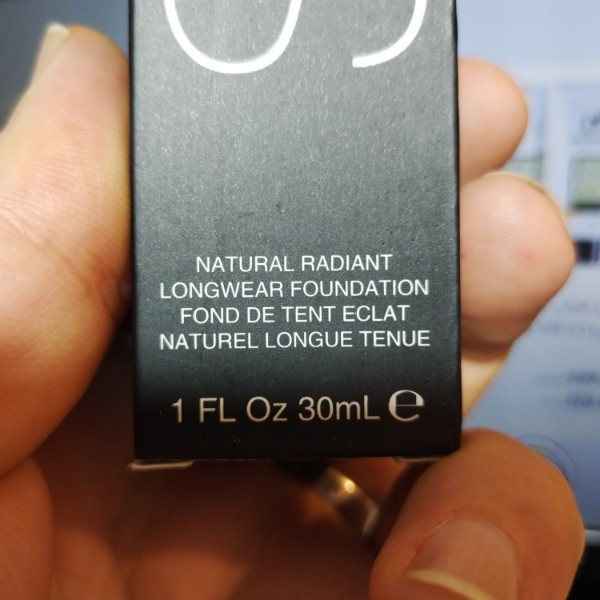 NATURAL RADIANT
LONGWEAR FOUNDATION
FOND DE TENT ECLAT
NATUREL LONGUE TENUE
1 FL Oz 30mL ℮